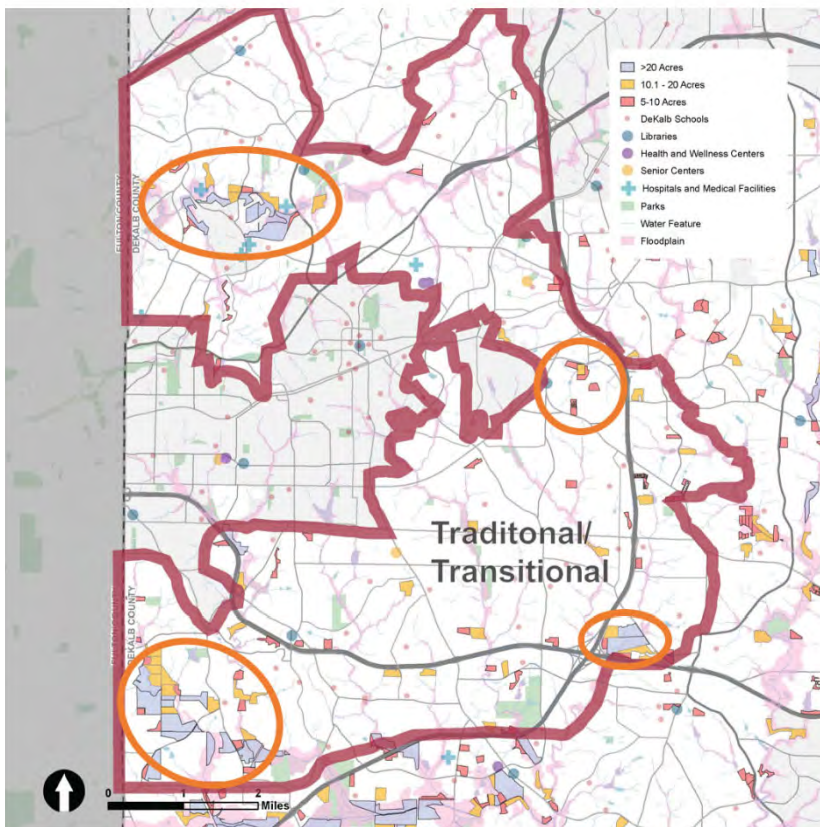 >20 Acres
10.1 - 20 Acres
5-10 Acres
DeKalb Schools
Libraries
Health and Wellness Centers
Senior Centers
Hospitals and Medical Facilities
Parks
Water Feature
Floodplain
FULTON COUNTY
DEKALB COUNTY
Traditonal/
Transitional
FULTON COUNTY
DEKALB COUNTY
0 1 2
Miles